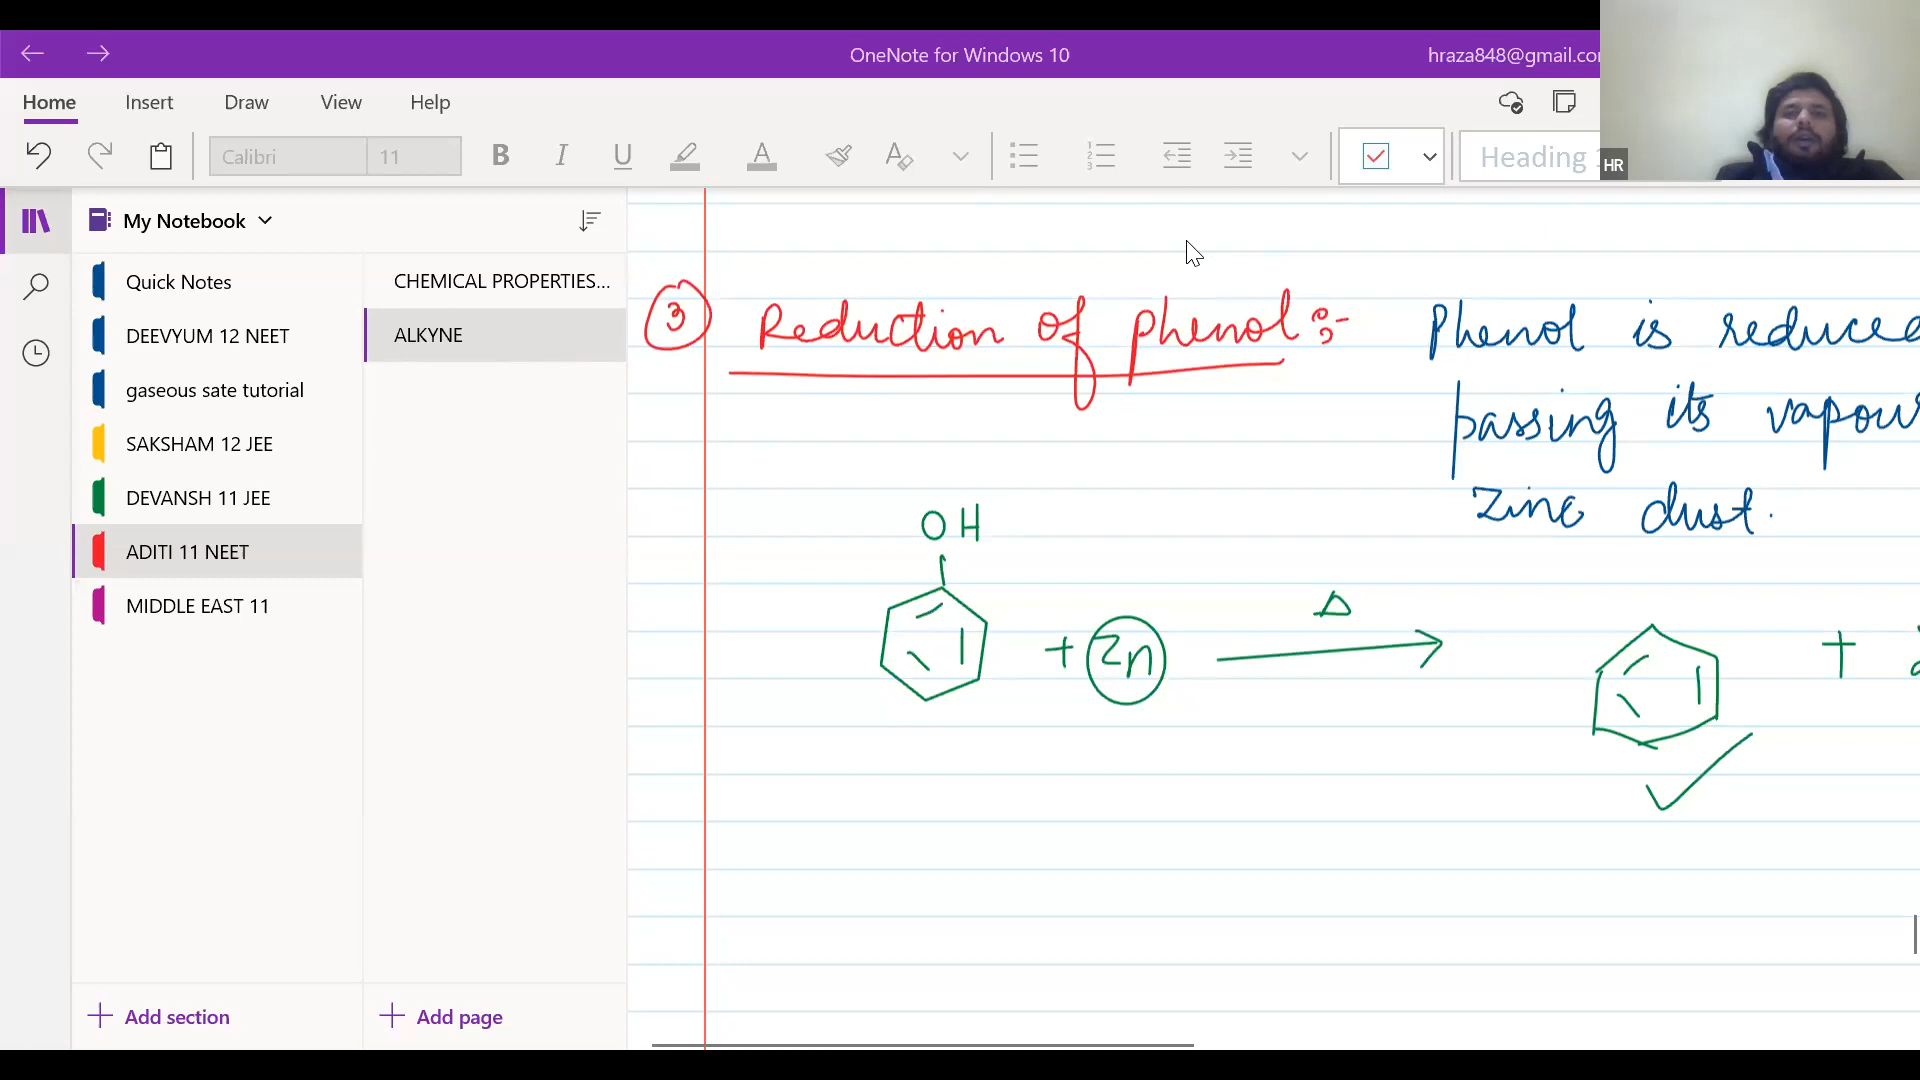 OneNote for Windows 10
hraza848@gmail.co
Home Insert Draw View Help
Calibri 11 B I U A A Heading
HR
My Notebook
Quick Notes
DEEVYUM 12 NEET
gaseous sate tutorial
SAKSHAM 12 JEE
DEVANSH 11 JEE
ADITI 11 NEET
MIDDLE EAST 11
Add section
CHEMICAL PROPERTIES...
ALKYNE
Add page
3 Reduction of phenol :- Phenol is reduced
passing its vapou
Zinc dust.
OH
+ Zn Δ → +